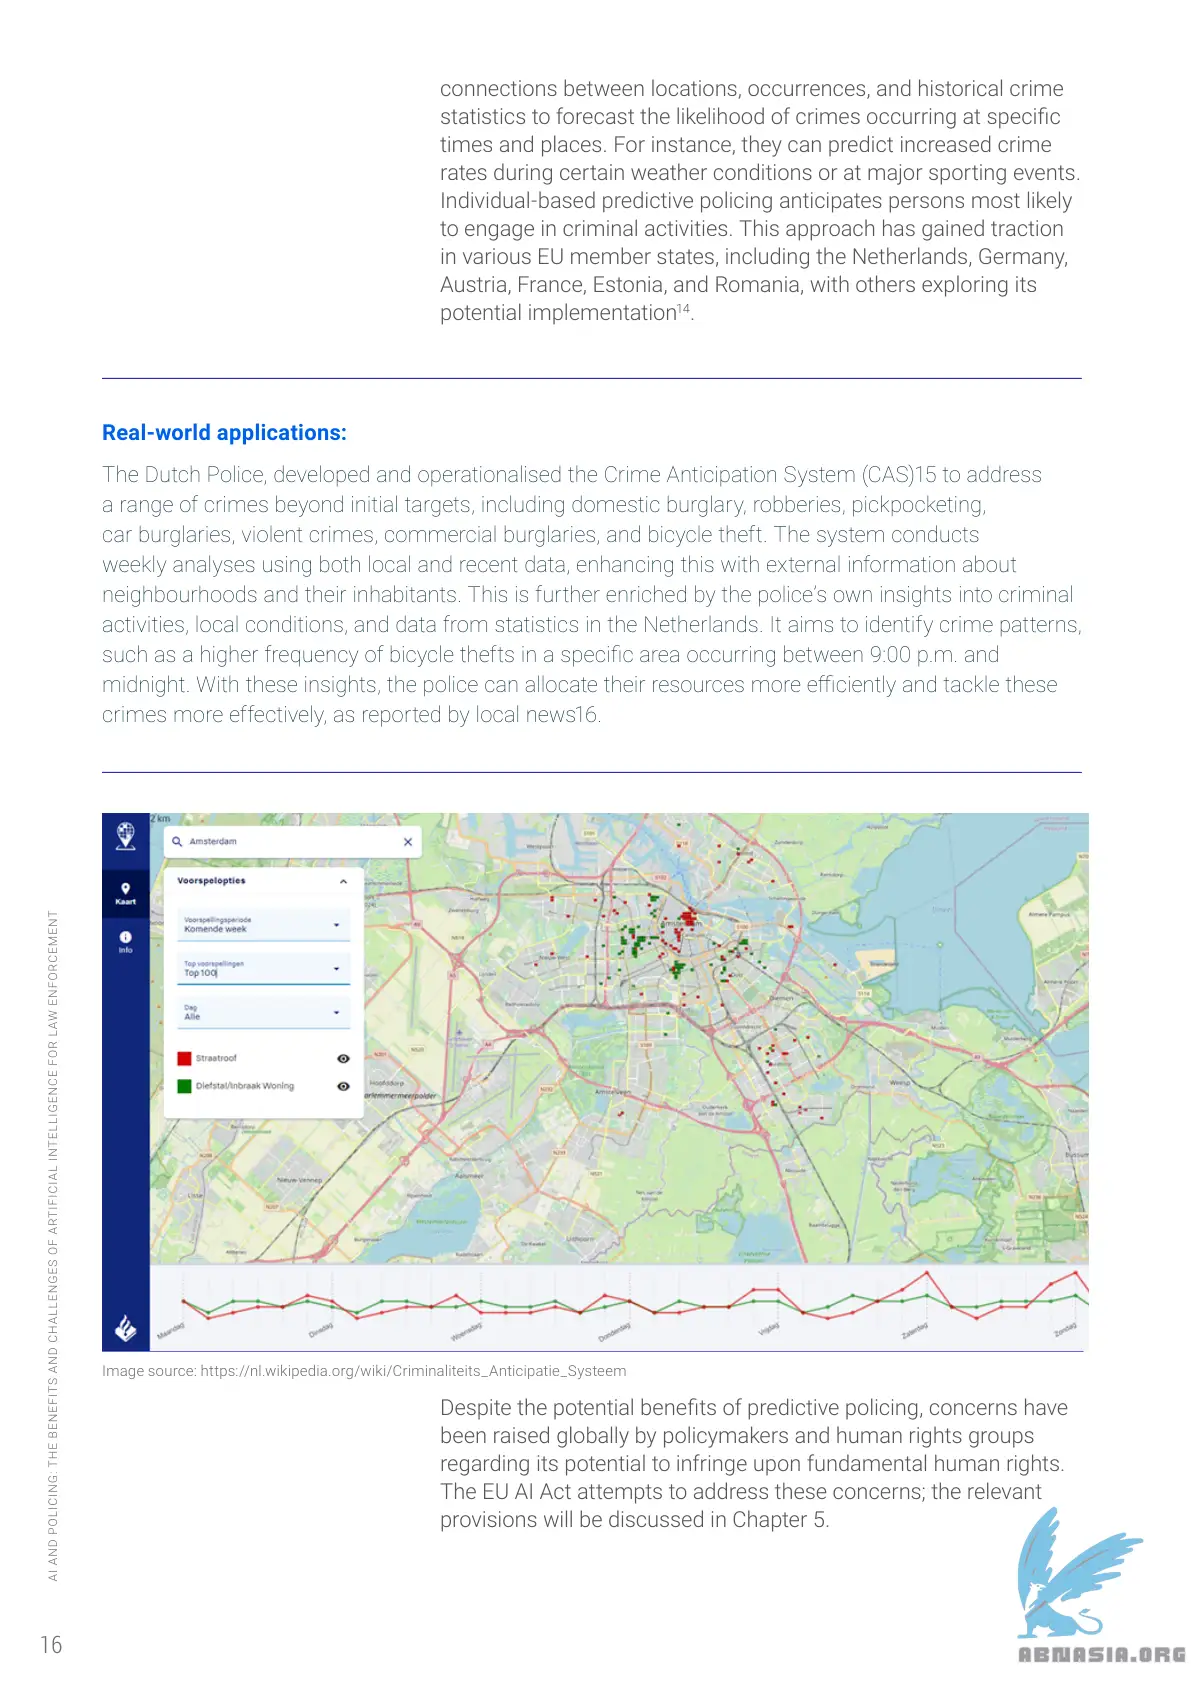 connections between locations, occurrences, and historical crime
statistics to forecast the likelihood of crimes occurring at specific
times and places. For instance, they can predict increased crime
rates during certain weather conditions or at major sporting events.
Individual-based predictive policing anticipates persons most likely
to engage in criminal activities. This approach has gained traction
in various EU member states, including the Netherlands, Germany,
Austria, France, Estonia, and Romania, with others exploring its
potential implementation14.
Real-world applications:
The Dutch Police, developed and operationalised the Crime Anticipation System (CAS)15 to address
a range of crimes beyond initial targets, including domestic burglary, robberies, pickpocketing,
car burglaries, violent crimes, commercial burglaries, and bicycle theft. The system conducts
weekly analyses using both local and recent data, enhancing this with external information about
neighbourhoods and their inhabitants. This is further enriched by the police's own insights into criminal
activities, local conditions, and data from statistics in the Netherlands. It aims to identify crime patterns,
such as a higher frequency of bicycle thefts in a specific area occurring between 9:00 p.m. and
midnight. With these insights, the police can allocate their resources more efficiently and tackle these
crimes more effectively, as reported by local news16.
2 km
Amsterdam
Voorspelopties
Kaart
Voorspellingsperiode
Komende week
Info
Top voorspellingen
Top 100
Dag
Alle
Straatroof
Diefstal/Inbraak Woning
Hoofddorp
arlemmermeerpolder
Amstelveen
Diemen
Weesp
Nieuw-Vennep
Lisse
Aalsmeer
Uithoorn
Maandag
Dinsdag
Woensdag
Donderdag
Vrijdag
Zaterdag
Zondag
Image source: https://nl.wikipedia.org/wiki/Criminaliteits_Anticipatie_Systeem
Despite the potential benefits of predictive policing, concerns have
been raised globally by policymakers and human rights groups
regarding its potential to infringe upon fundamental human rights.
The EU AI Act attempts to address these concerns; the relevant
provisions will be discussed in Chapter 5.
AI AND POLICING: THE BENEFITS AND CHALLENGES OF ARTIFICIAL INTELLIGENCE FOR LAW ENFORCEMENT
16
ABNASIA.ORG